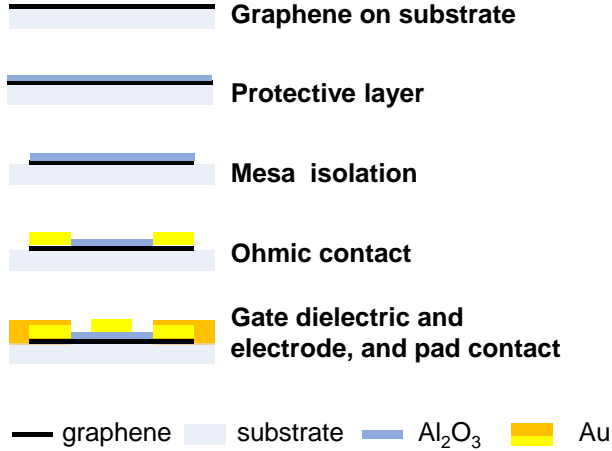 Graphene on substrate
Protective layer
Mesa isolation
Ohmic contact
Gate dielectric and
electrode, and pad contact
graphene substrate Al₂O₃ Au